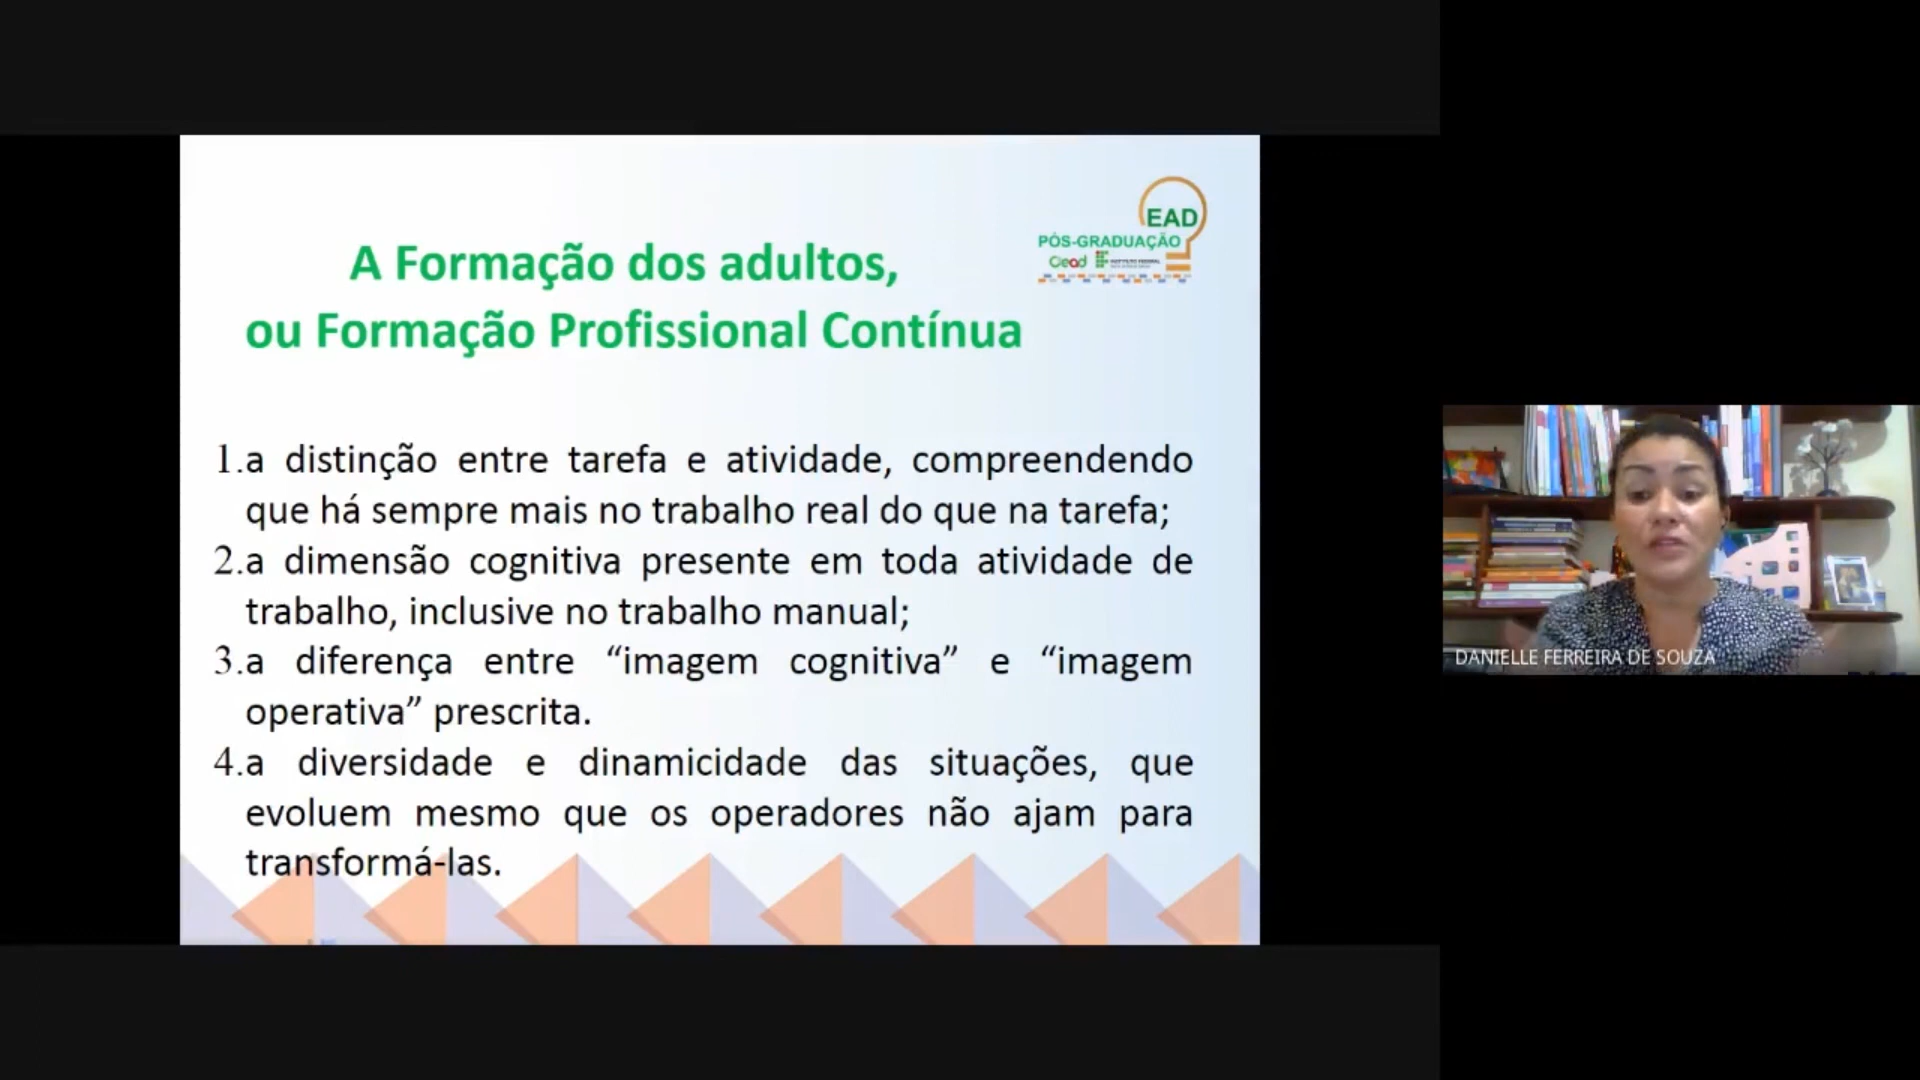 EAD
PÓS-GRADUAÇÃO
Cead
INSTITUTO FEDERAL
A Formação dos adultos,
ou Formação Profissional Contínua
1.a distinção entre tarefa e atividade, compreendendo
que há sempre mais no trabalho real do que na tarefa;
2.a dimensão cognitiva presente em toda atividade de
trabalho, inclusive no trabalho manual;
3.a diferença entre “imagem cognitiva” e “imagem
operativa” prescrita.
4.a diversidade e dinamicidade das situações, que
evoluem mesmo que os operadores não ajam para
transformá-las.
DANIELLE FERREIRA DE SOUZA